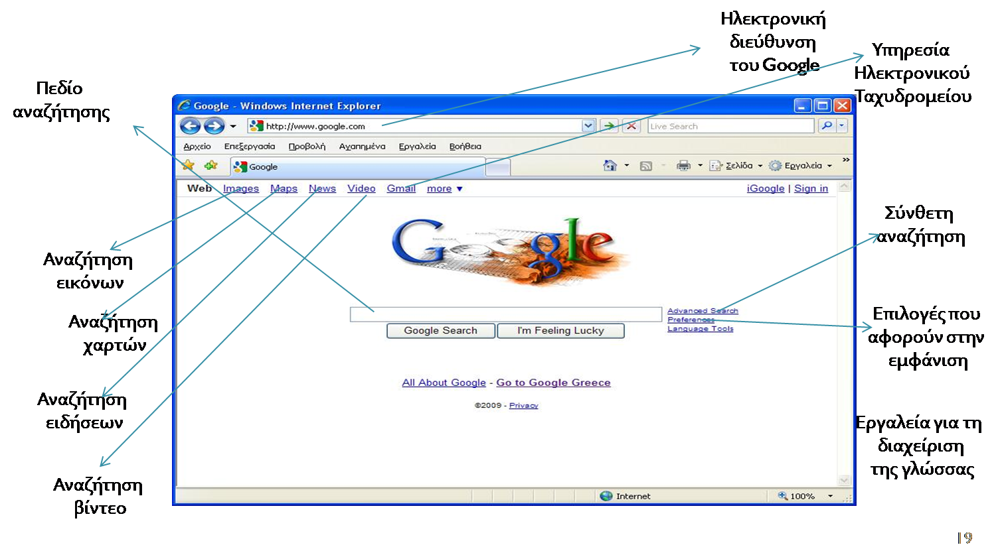 Ηλεκτρονική
διεύθυνση
του Google
Υπηρεσία
Ηλεκτρονικού
Ταχυδρομείου
Πεδίο
αναζήτησης
Google - Windows Internet Explorer
http://www.google.com
Live Search
Αρχείο Επεξεργασία Προβολή Αγαπημένα Εργαλεία Βοήθεια
Google
Σελίδα Εργαλεία »
Web Images Maps News Video Gmail more ▼
iGoogle | Sign in
Google
Σύνθετη
αναζήτηση
Αναζήτηση
εικόνων
Αναζήτηση
χαρτών
Advanced Search
Preferences
Language Tools
Google Search I'm Feeling Lucky
Επιλογές που
αφορούν στην
εμφάνιση
All About Google - Go to Google Greece
©2009 - Privacy
Αναζήτηση
ειδήσεων
Εργαλεία για τη
διαχείριση
της γλώσσας
Αναζήτηση
βίντεο
Internet
100%
19